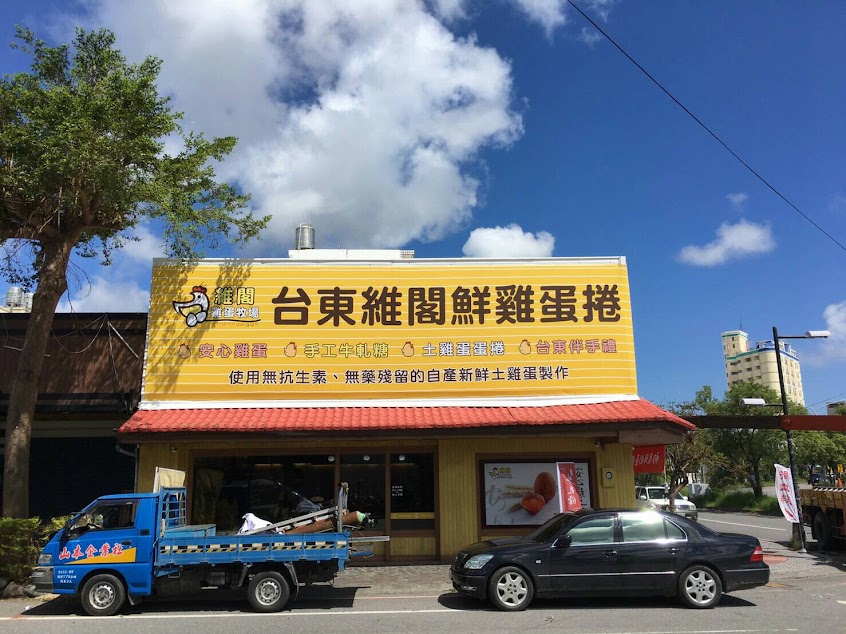 維閣
雞蛋牧場
台東維閣鮮雞蛋捲
安心雞蛋 手工牛軋糖 土雞蛋蛋捲 台東伴手禮
使用無抗生素、無藥殘留的自產新鮮土雞蛋製作
維閣
山本企業社